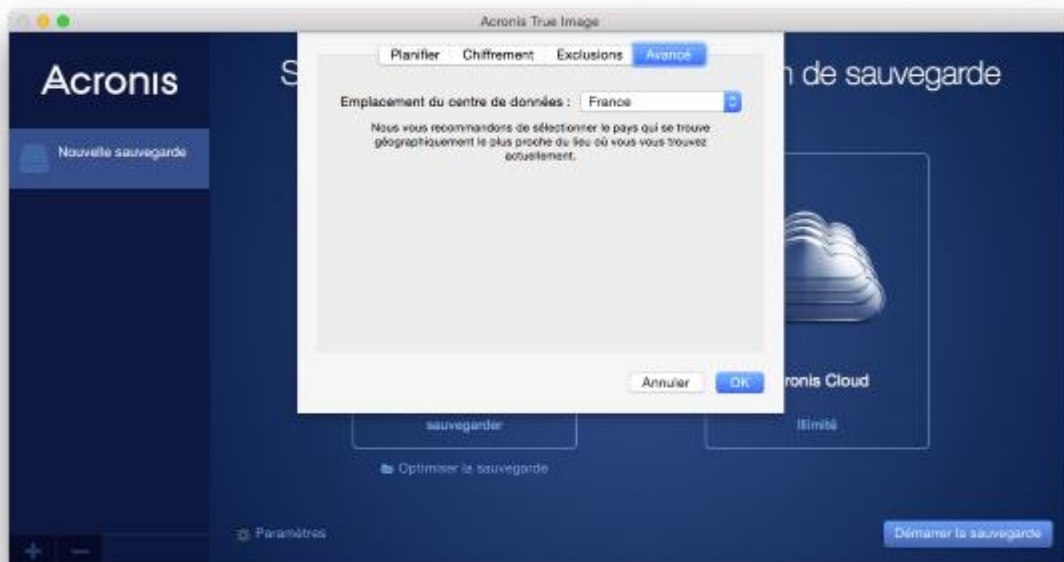 Acronis True Image
Acronis
Nouvelle sauvegarde
S
n de sauvegarde
Planifier Chiffrement Exclusions Avancé
Emplacement du centre de données : France
Nous vous recommandons de sélectionner le pays qui se trouve
géographiquement le plus proche du lieu où vous vous trouvez
actuellement.
Annuler OK
ronis Cloud
sauvegarder
Illimité
Optimiser la sauvegarde
Paramètres
Démarrer la sauvegarde